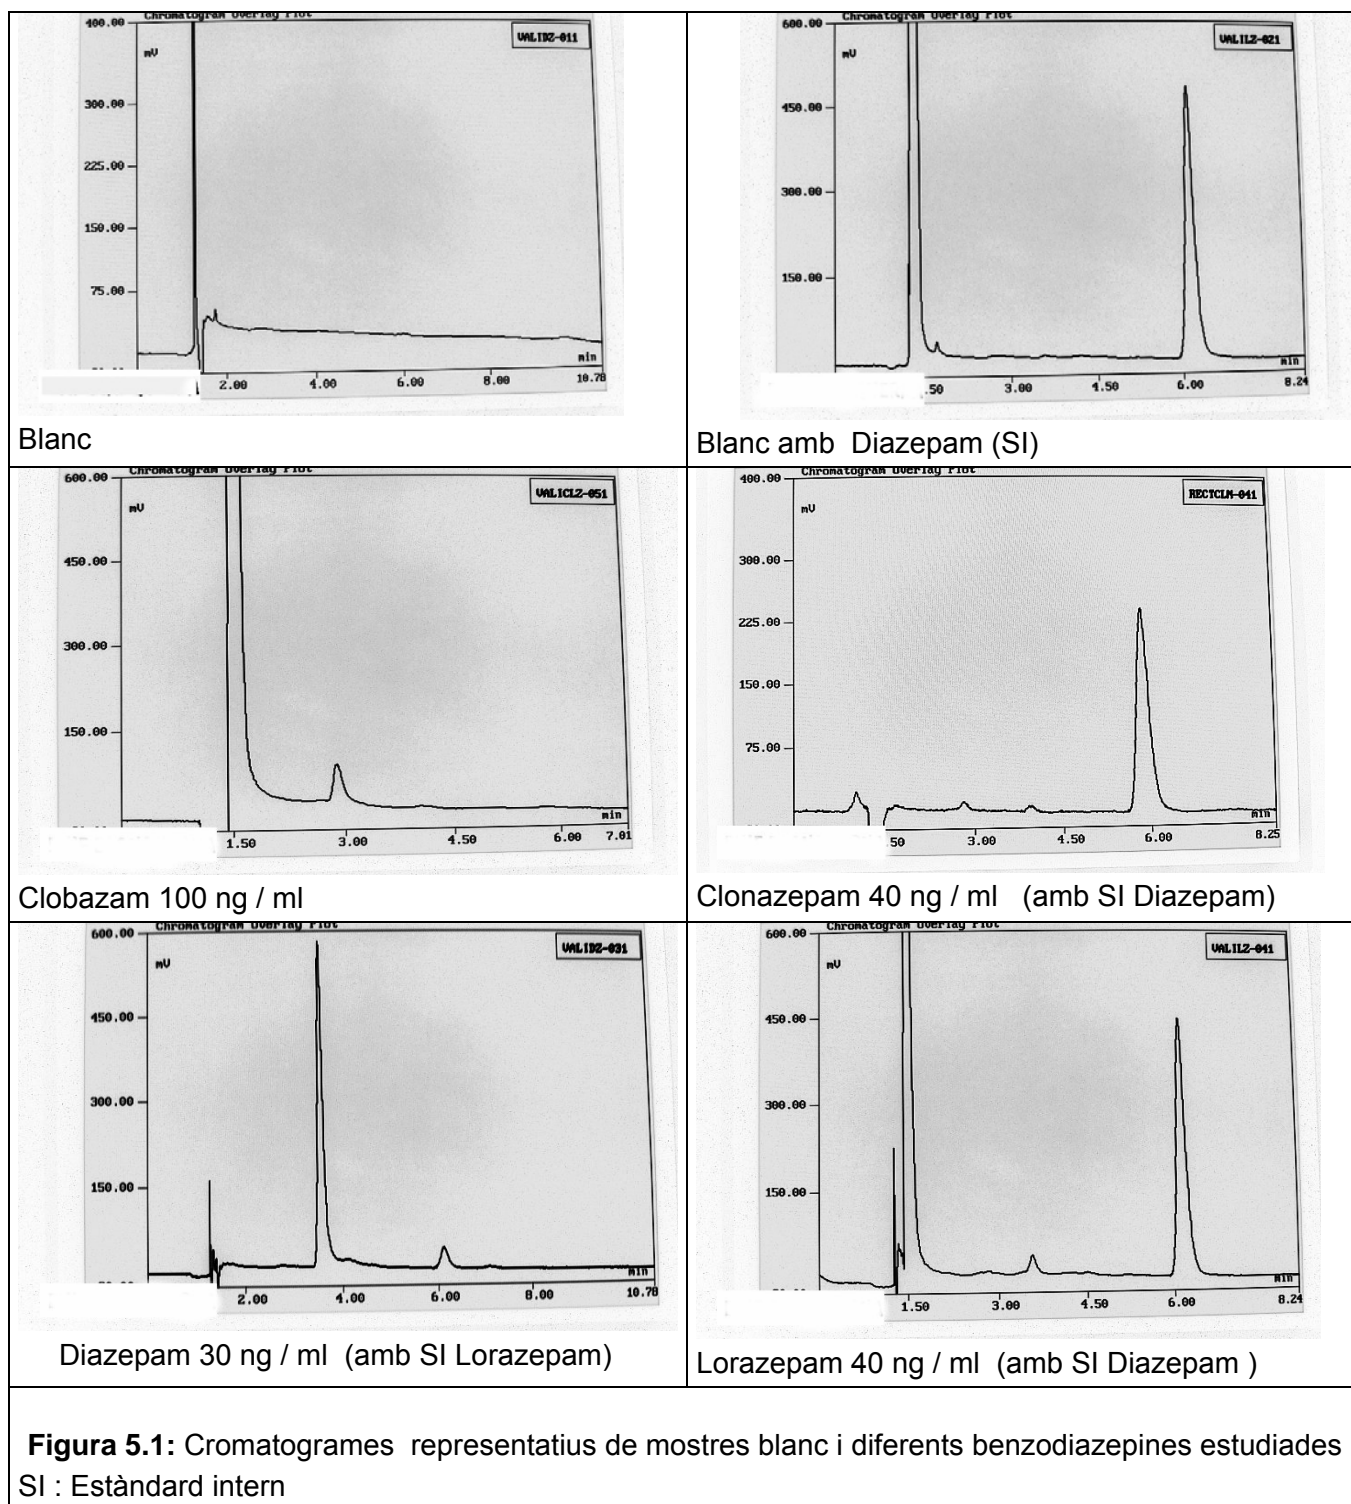 Chromatogram Overlay Plot
400.00
VALIDZ-011
mV
300.00
225.00
150.00
75.00
min
2.00 4.00 6.00 8.00 10.78
Blanc
Chromatogram Overlay Plot
600.00
VALILZ-021
mV
450.00
300.00
150.00
min
.50 3.00 4.50 6.00 8.24
Blanc amb Diazepam (SI)
Chromatogram Overlay Plot
600.00
VALICLZ-051
mV
450.00
300.00
150.00
min
1.50 3.00 4.50 6.00 7.01
Clobazam 100 ng / ml
Chromatogram Overlay Plot
400.00
RECTCLM-041
mV
300.00
225.00
150.00
75.00
min
.50 3.00 4.50 6.00 8.25
Clonazepam 40 ng / ml (amb SI Diazepam)
Chromatogram Overlay Plot
600.00
VALIDZ-031
mV
450.00
300.00
150.00
min
2.00 4.00 6.00 8.00 10.78
Diazepam 30 ng / ml (amb SI Lorazepam)
Chromatogram Overlay Plot
600.00
VALILZ-041
mV
450.00
300.00
150.00
min
1.50 3.00 4.50 6.00 8.24
Lorazepam 40 ng / ml (amb SI Diazepam )
Figura 5.1: Cromatogrames representatius de mostres blanc i diferents benzodiazepines estudiades
SI : Estàndard intern